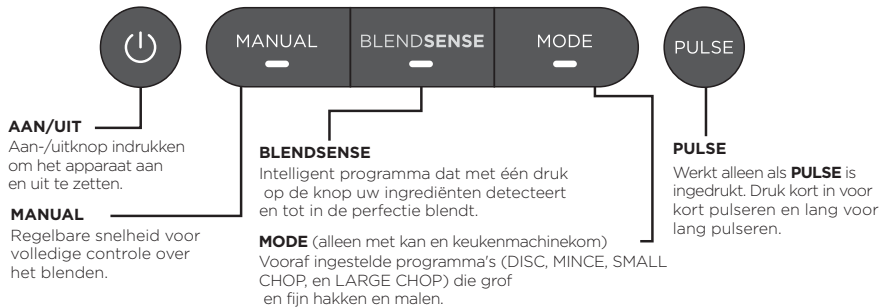 MANUAL
BLENDSENSE
MODE
PULSE
AAN/UIT
Aan-/uitknop indrukken
om het apparaat aan
en uit te zetten.
MANUAL
Regelbare snelheid voor
volledige controle over
het blenden.
BLENDSENSE
Intelligent programma dat met één druk
op de knop uw ingrediënten detecteert
en tot in de perfectie blendt.
MODE (alleen met kan en keukenmachinekom)
Vooraf ingestelde programma's (DISC, MINCE, SMALL
CHOP, en LARGE CHOP) die grof
en fijn hakken en malen.
PULSE
Werkt alleen als PULSE is
ingedrukt. Druk kort in voor
kort pulseren en lang voor
lang pulseren.